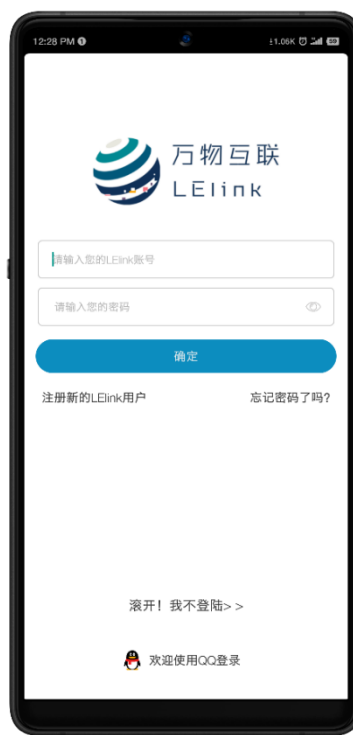 12:28 PM
1.06K
59
万物互联
LElink
请输入您的LElink账号
请输入您的密码
确定
注册新的LElink用户
忘记密码了吗?
滚开！我不登陆>>
欢迎使用QQ登录